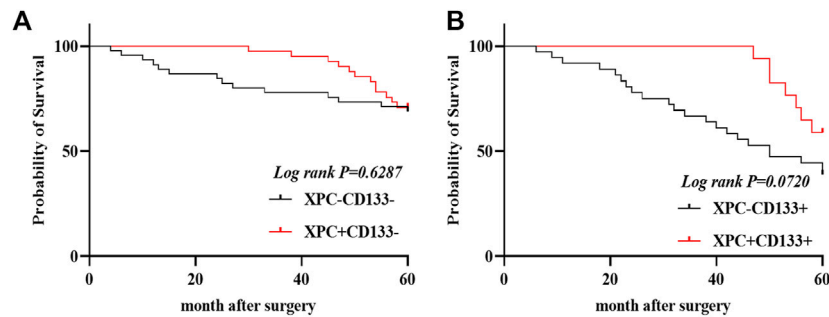 A
Probability of Survival
100
50
0
0
20
40
60
month after surgery
Log rank P=0.6287
XPC-CD133-
XPC+CD133-
B
Probability of Survival
100
50
0
0
20
40
60
month after surgery
Log rank P=0.0720
XPC-CD133+
XPC+CD133+